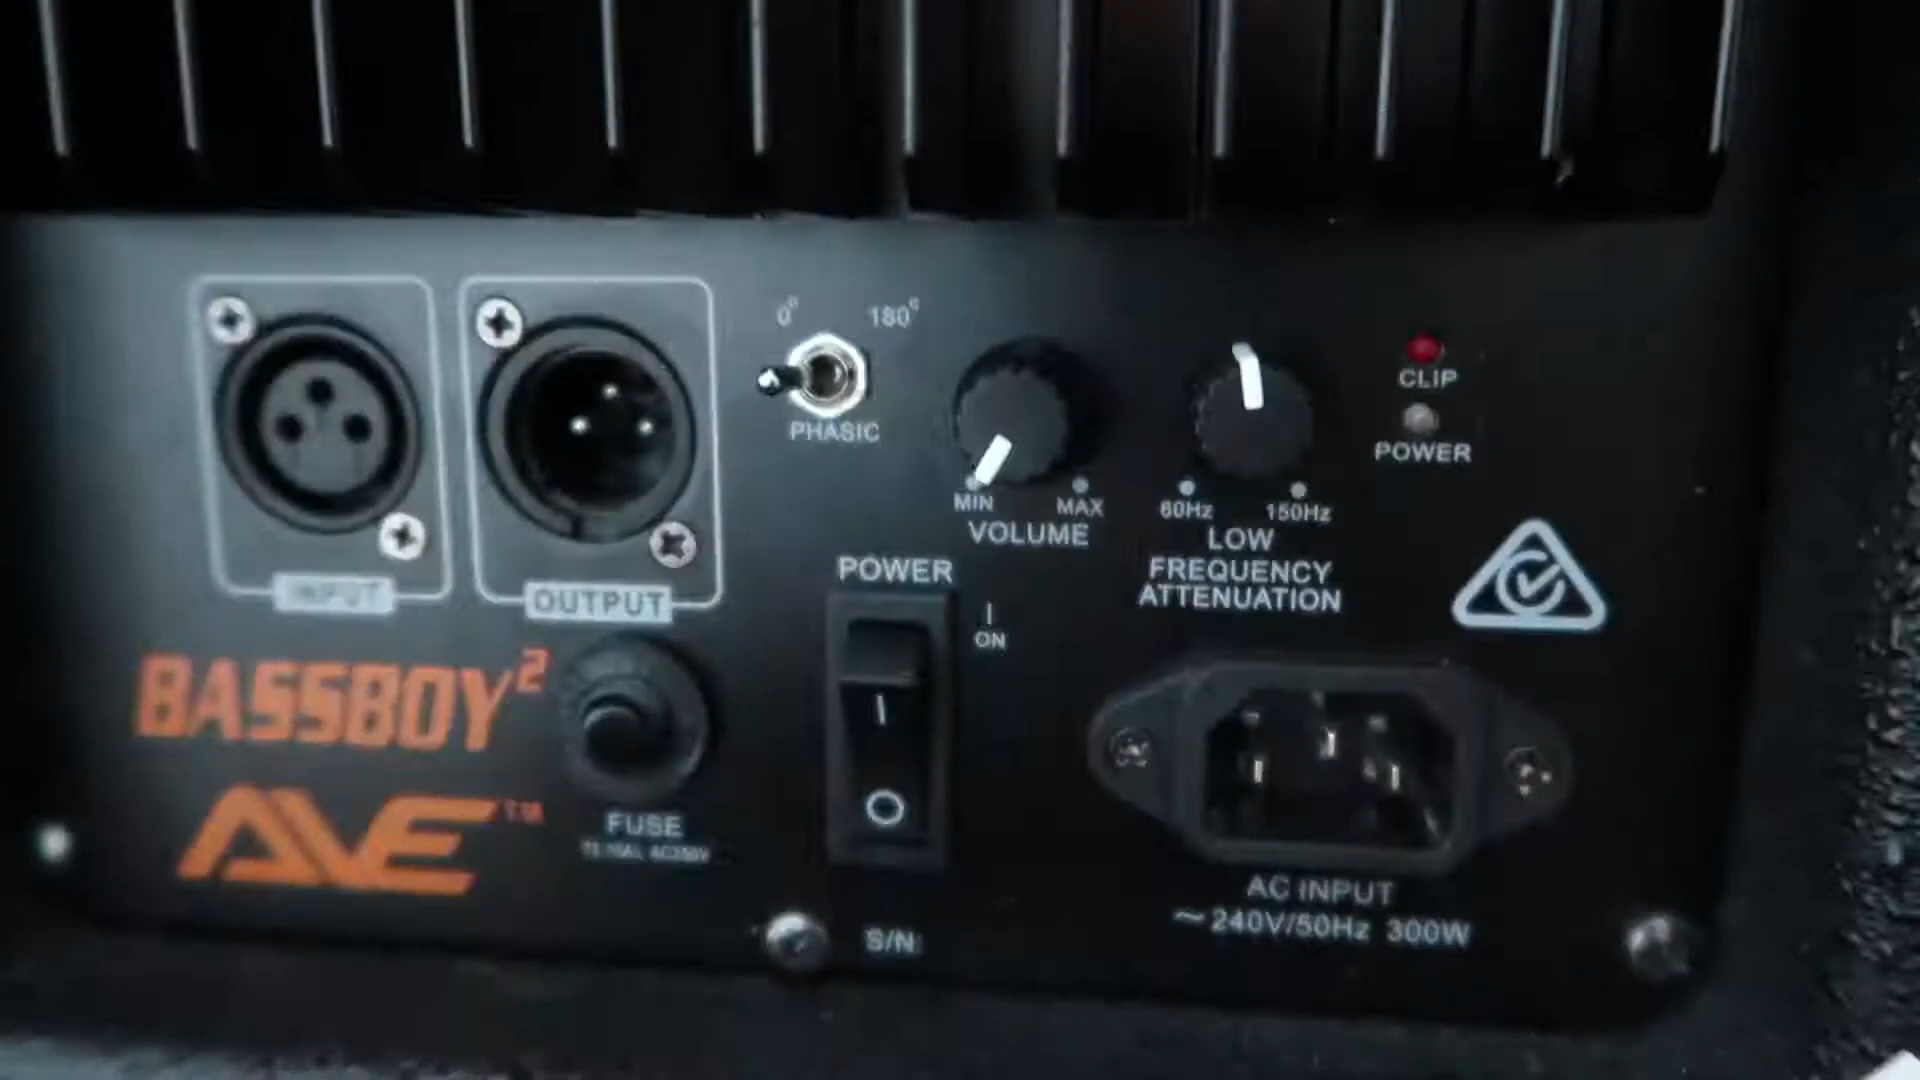 0° 180°
PHASIC
CLIP
POWER
MIN MAX
VOLUME
60Hz 150Hz
LOW
FREQUENCY
ATTENUATION
INPUT
OUTPUT
POWER
I
ON
I
O
BASSBOY²
AVE™
FUSE
AC INPUT
~240V/50Hz 300W
S/N